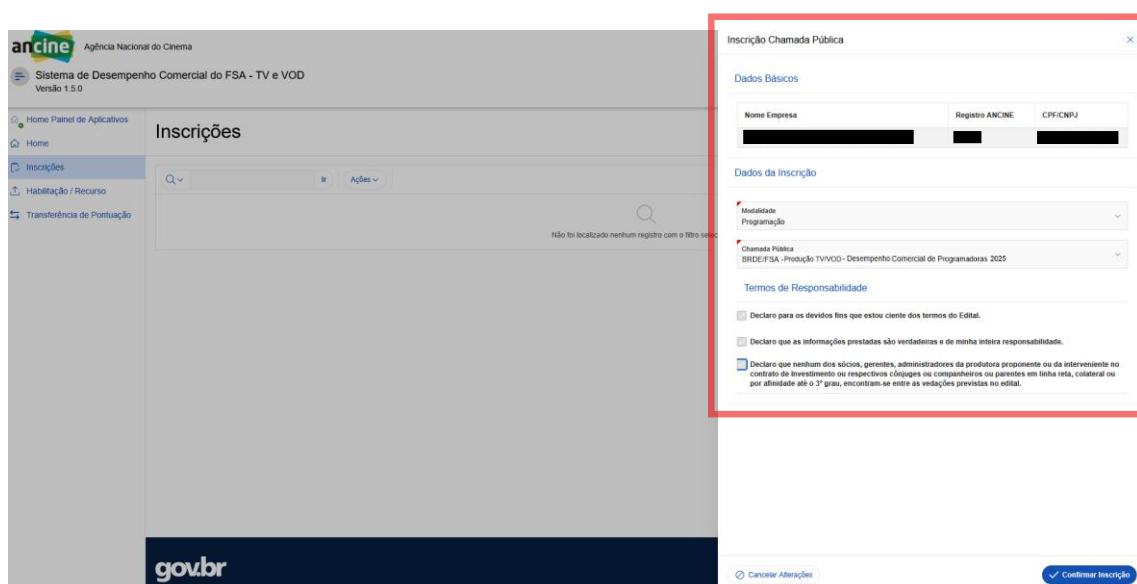 ancine Agência Nacional do Cinema
Sistema de Desempenho Comercial do FSA - TV e VOD
Versão 1.5.0
Home Painel de Aplicativos
Home
Inscrições
Habilitação / Recurso
Transferência de Pontuação
Inscrições
Ir Ações
Não foi localizado nenhum registro com o filtro
gov.br
Inscrição Chamada Pública
Dados Básicos
Nome Empresa Registro ANCINE CPF/CNPJ
Dados da Inscrição
Modalidade
Programação
Chamada Pública
BRDE/FSA - Produção TV/VOD - Desempenho Comercial de Programadoras 2025
Termos de Responsabilidade
Declaro para os devidos fins que estou ciente dos termos do Edital.
Declaro que as informações prestadas são verdadeiras e de minha inteira responsabilidade.
Declaro que nenhum dos sócios, gerentes, administradores da produtora proponente ou da interveniente no
contrato de Investimento ou respectivos cônjuges ou companheiros ou parentes em linha reta, colateral ou
por afinidade até o 3º grau, encontram-se entre as vedações previstas no edital.
Cancelar Alterações
Confirmar Inscrição